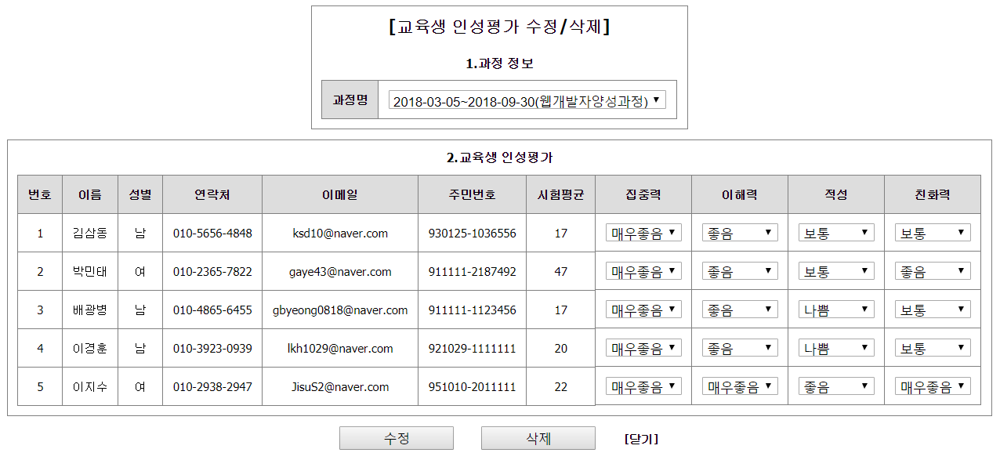 [교육생 인성평가 수정/삭제]
1.과정 정보
과정명 2018-03-05~2018-09-30(웹개발자양성과정) ▼
2.교육생 인성평가
번호 이름 성별 연락처 이메일 주민번호 시험평균 집중력 이해력 적성 친화력
1 김삼동 남 010-5656-4848 ksd10@naver.com 930125-1036556 17 매우좋음 ▼ 좋음 ▼ 보통 ▼ 보통 ▼
2 박민태 여 010-2365-7822 gaye43@naver.com 911111-2187492 47 매우좋음 ▼ 좋음 ▼ 보통 ▼ 좋음 ▼
3 배광병 남 010-4865-6455 gbyeong0818@naver.com 911111-1123456 17 매우좋음 ▼ 좋음 ▼ 나쁨 ▼ 보통 ▼
4 이경훈 남 010-3923-0939 lkh1029@naver.com 921029-1111111 20 매우좋음 ▼ 좋음 ▼ 나쁨 ▼ 보통 ▼
5 이지수 여 010-2938-2947 JisuS2@naver.com 951010-2011111 22 매우좋음 ▼ 매우좋음 ▼ 좋음 ▼ 매우좋음 ▼
수정 삭제 [닫기]